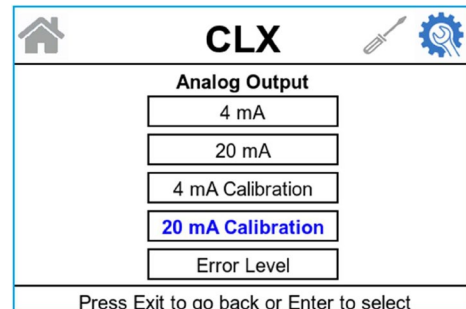 CLX
Analog Output
4 mA
20 mA
4 mA Calibration
20 mA Calibration
Error Level
Press Exit to go back or Enter to select